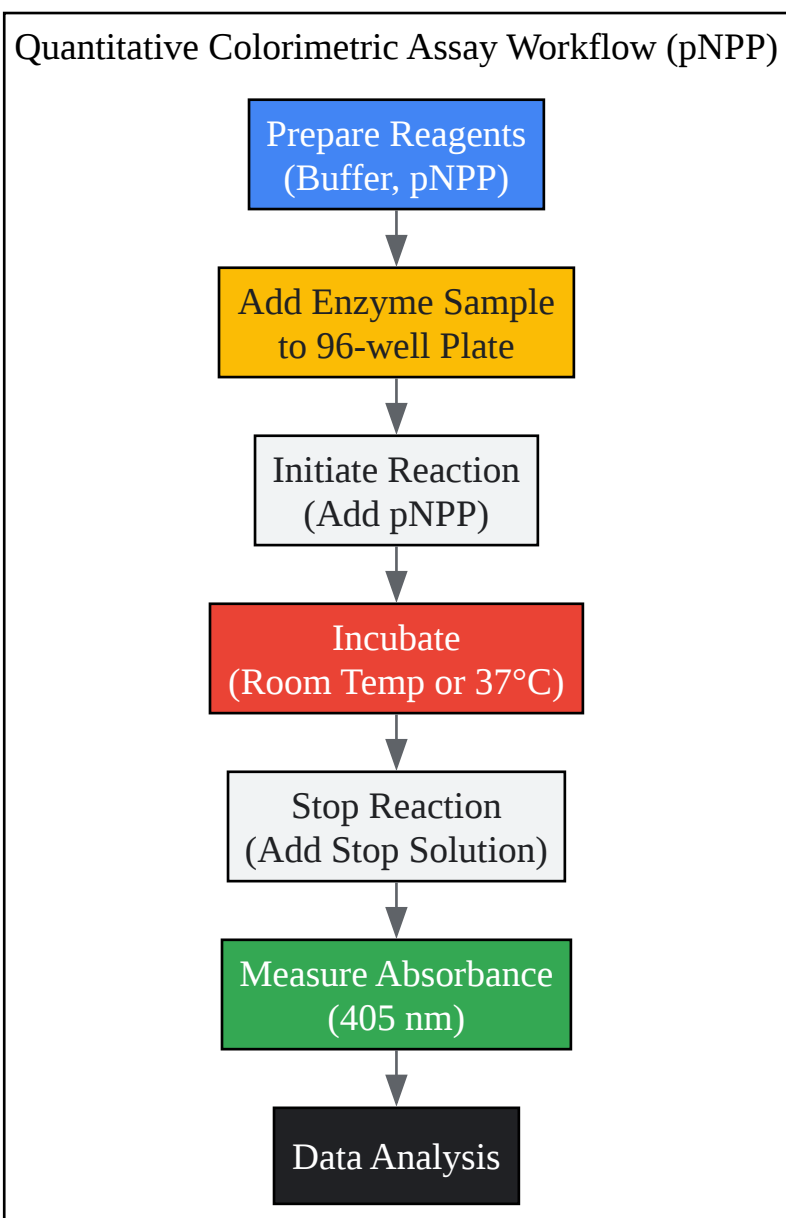 Quantitative Colorimetric Assay Workflow (pNPP)
Prepare Reagents
(Buffer, pNPP)
Add Enzyme Sample
to 96-well Plate
Initiate Reaction
(Add pNPP)
Incubate
(Room Temp or 37°C)
Stop Reaction
(Add Stop Solution)
Measure Absorbance
(405 nm)
Data Analysis